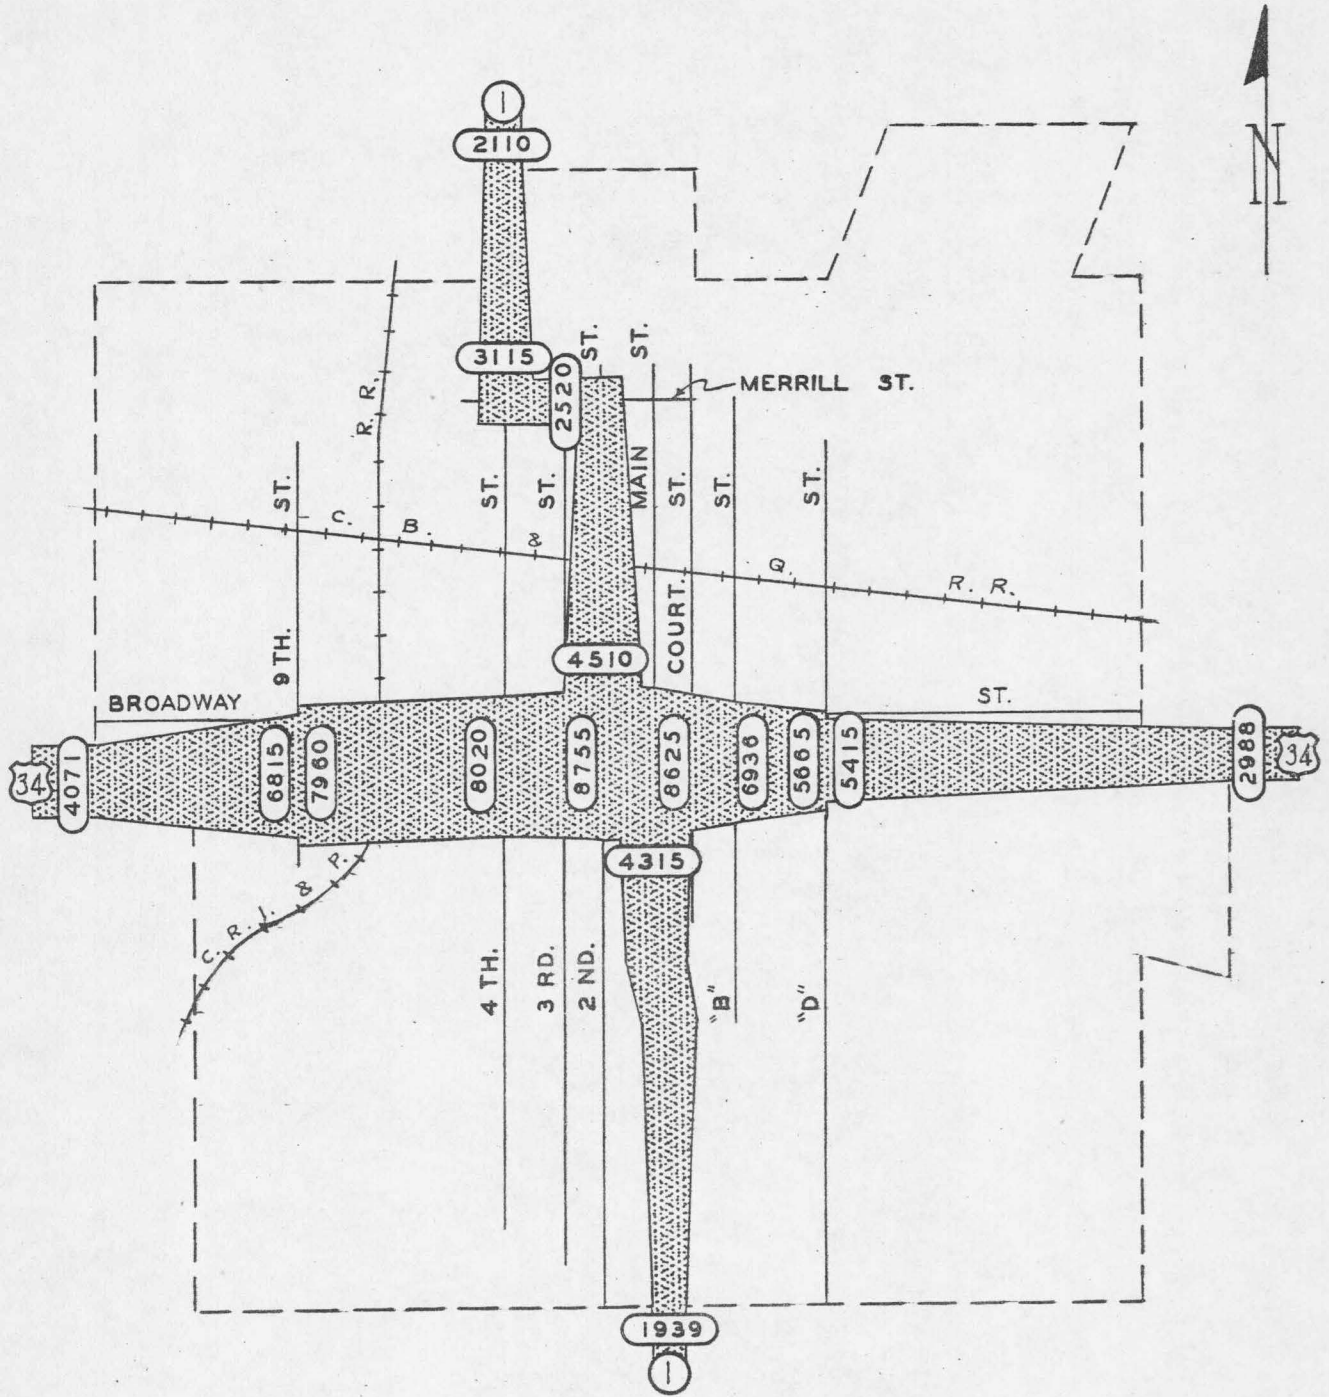 1
2110
N
3115
2520
ST.
ST.
MERRILL ST.
R. R.
ST.
ST.
ST.
MAIN
ST.
ST.
ST.
C. B. & Q. R. R.
9TH.
COURT.
4510
BROADWAY
ST.
34
4071
6815
7960
8020
8755
8625
6936
5665
5415
2988
34
4315
C. R. I. & P.
4 TH.
3 RD.
2 ND.
"B"
"D"
1939
1